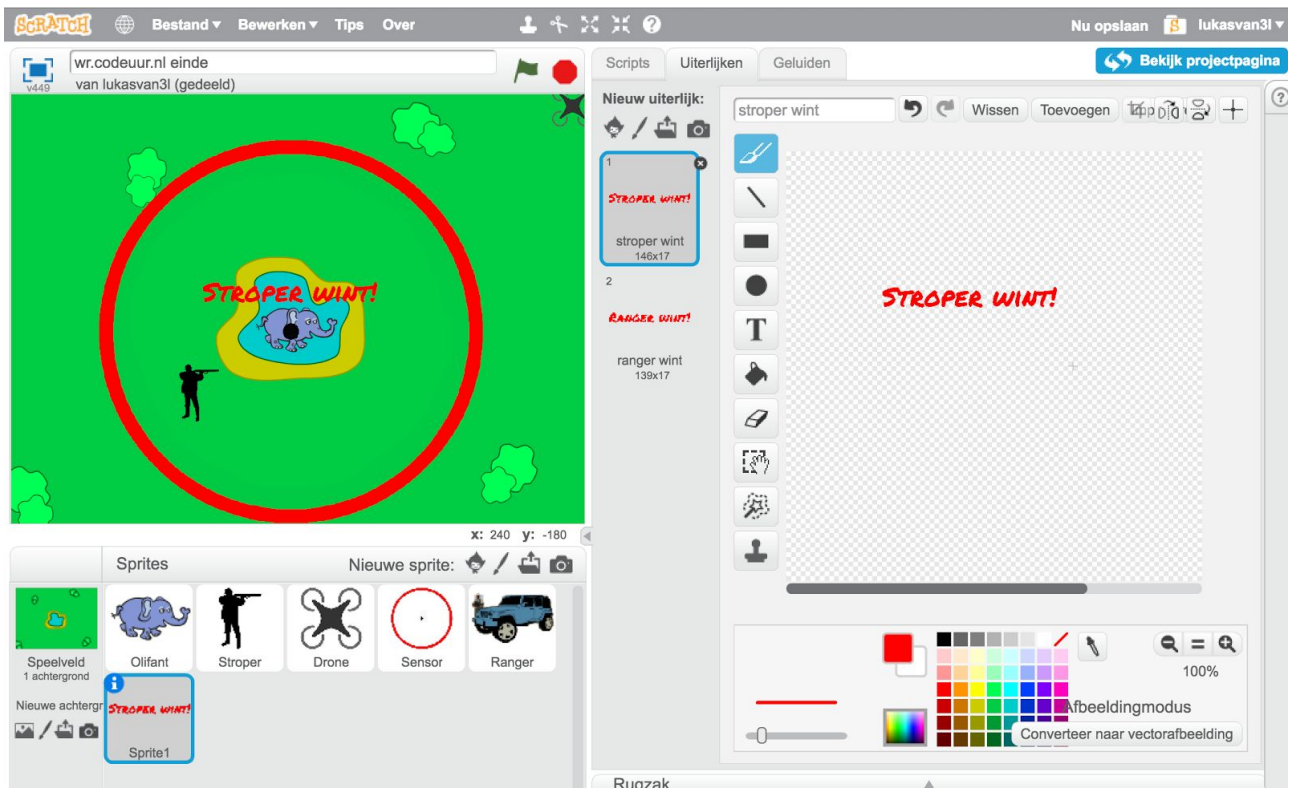 SCRATCH Bestand Bewerken Tips Over Nu opslaan lukasvan3l
wr.codeuur.nl einde
van lukasvan3l (gedeeld)
v449
Scripts Uiterlijken Geluiden Bekijk projectpagina
Nieuw uiterlijk:
stroper wint Wissen Toevoegen
1
STROPER WINT!
stroper wint
146x17
2
RANGER WINT!
ranger wint
139x17
STROPER WINT!
STROPER WINT!
x: 240 y: -180
Sprites Nieuwe sprite:
Speelveld
1 achtergrond
Olifant Stroper Drone Sensor Ranger
Nieuwe achtergr
STROPER WINT!
Sprite1
100%
Afbeeldingmodus
Converteer naar vectorafbeelding
Rugzak